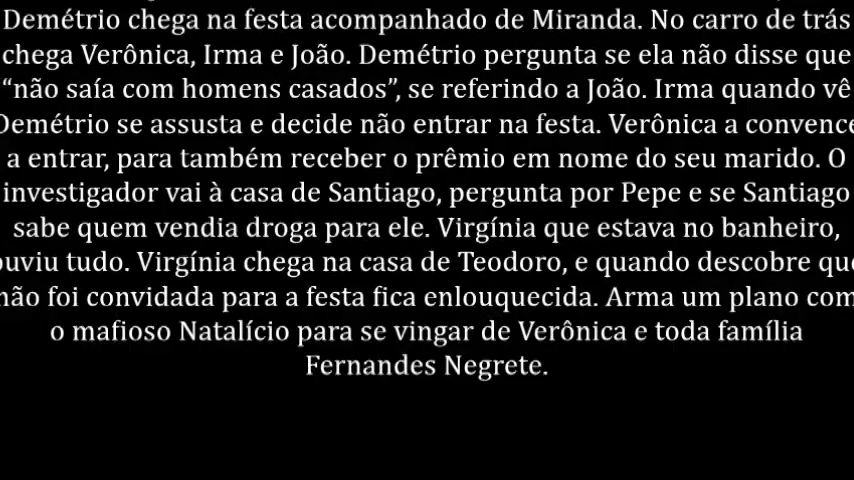 Demétrio chega na festa acompanhado de Miranda. No carro de trás
chega Verônica, Irma e João. Demétrio pergunta se ela não disse que
“não saía com homens casados”, se referindo a João. Irma quando vê
Demétrio se assusta e decide não entrar na festa. Verônica a convence
a entrar, para também receber o prêmio em nome do seu marido. O
investigador vai à casa de Santiago, pergunta por Pepe e se Santiago
sabe quem vendia droga para ele. Virgínia que estava no banheiro,
ouviu tudo. Virgínia chega na casa de Teodoro, e quando descobre que
não foi convidada para a festa fica enlouquecida. Arma um plano com
o mafioso Natalício para se vingar de Verônica e toda família
Fernandes Negrete.